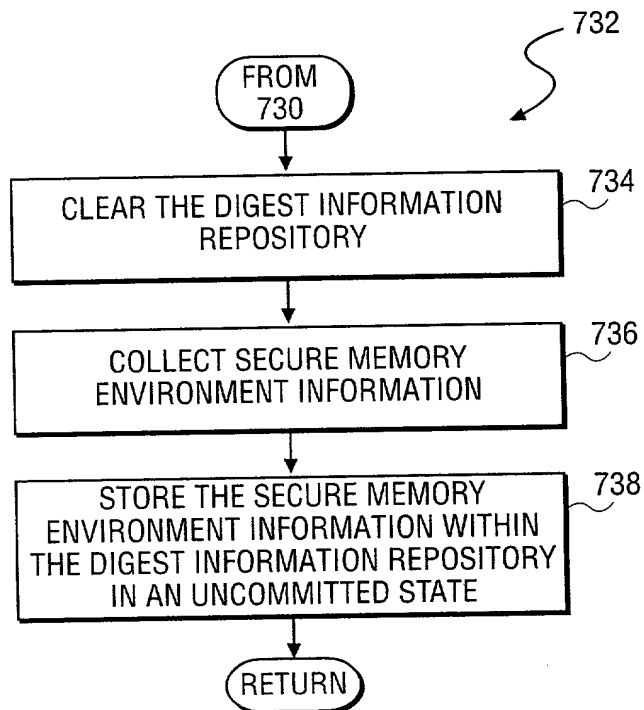 732
FROM
730
CLEAR THE DIGEST INFORMATION
REPOSITORY
734
COLLECT SECURE MEMORY
ENVIRONMENT INFORMATION
736
STORE THE SECURE MEMORY
ENVIRONMENT INFORMATION WITHIN
THE DIGEST INFORMATION REPOSITORY
IN AN UNCOMMITTED STATE
738
RETURN